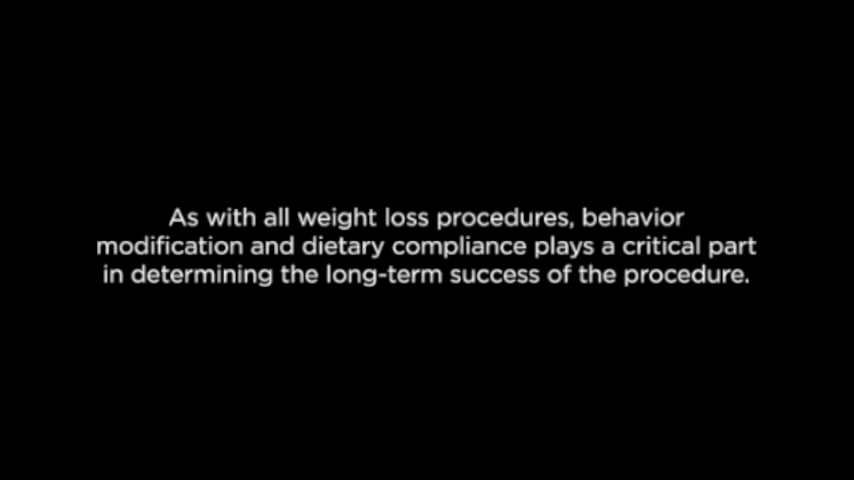 As with all weight loss procedures, behavior
modification and dietary compliance plays a critical part
in determining the long-term success of the procedure.